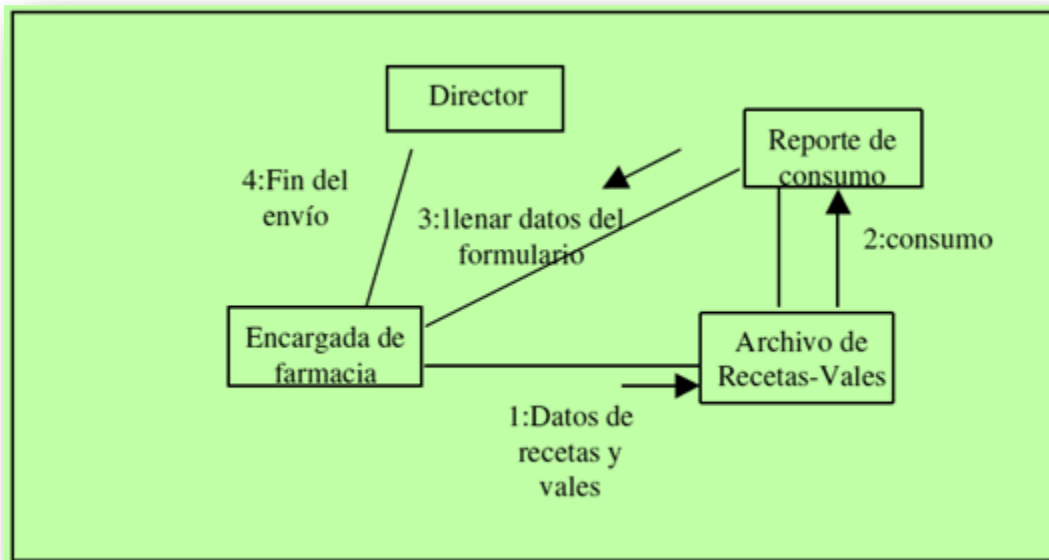 Director
Reporte de
consumo
4:Fin del
envío
3:llenar datos del
formulario
2:consumo
Encargada de
farmacia
Archivo de
Recetas-Vales
1:Datos de
recetas y
vales